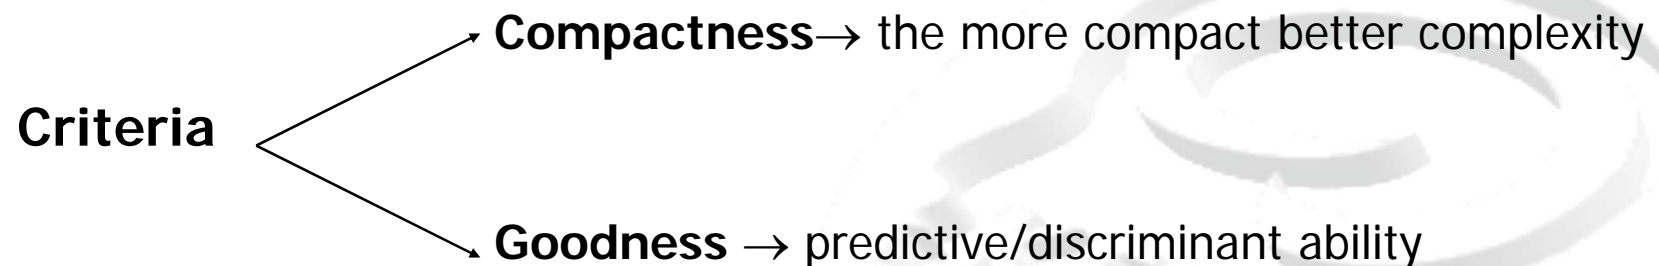 Compactness→ the more compact better complexity
Criteria
Goodness → predictive/discriminant ability